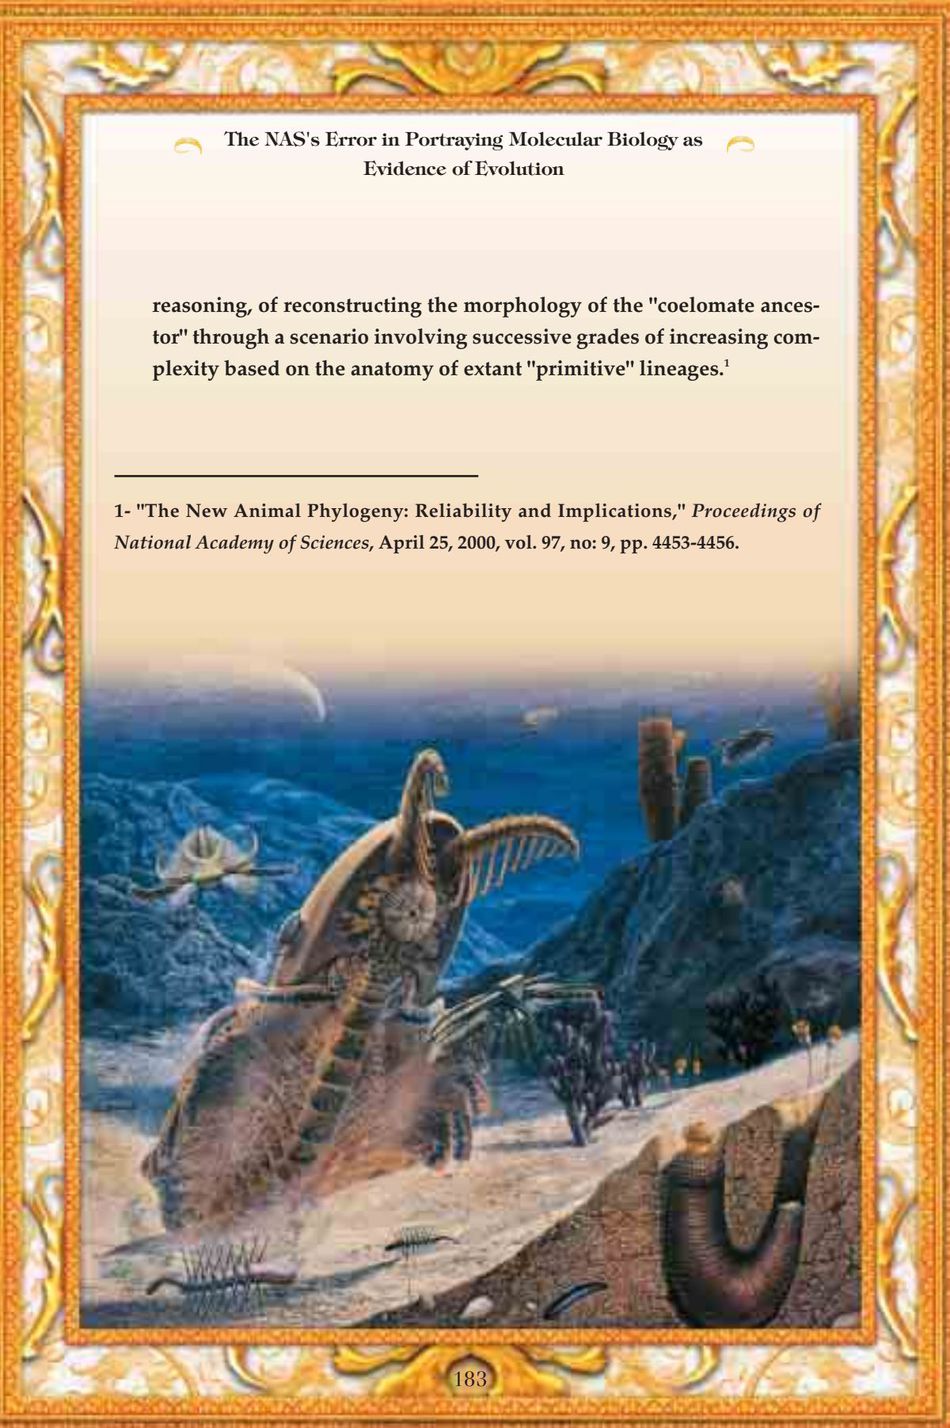 The NAS's Error in Portraying Molecular Biology as
Evidence of Evolution
reasoning, of reconstructing the morphology of the "coelomate ances-
tor" through a scenario involving successive grades of increasing com-
plexity based on the anatomy of extant "primitive" lineages.1
1- "The New Animal Phylogeny: Reliability and Implications," Proceedings of
National Academy of Sciences, April 25, 2000, vol. 97, no: 9, pp. 4453-4456.
183